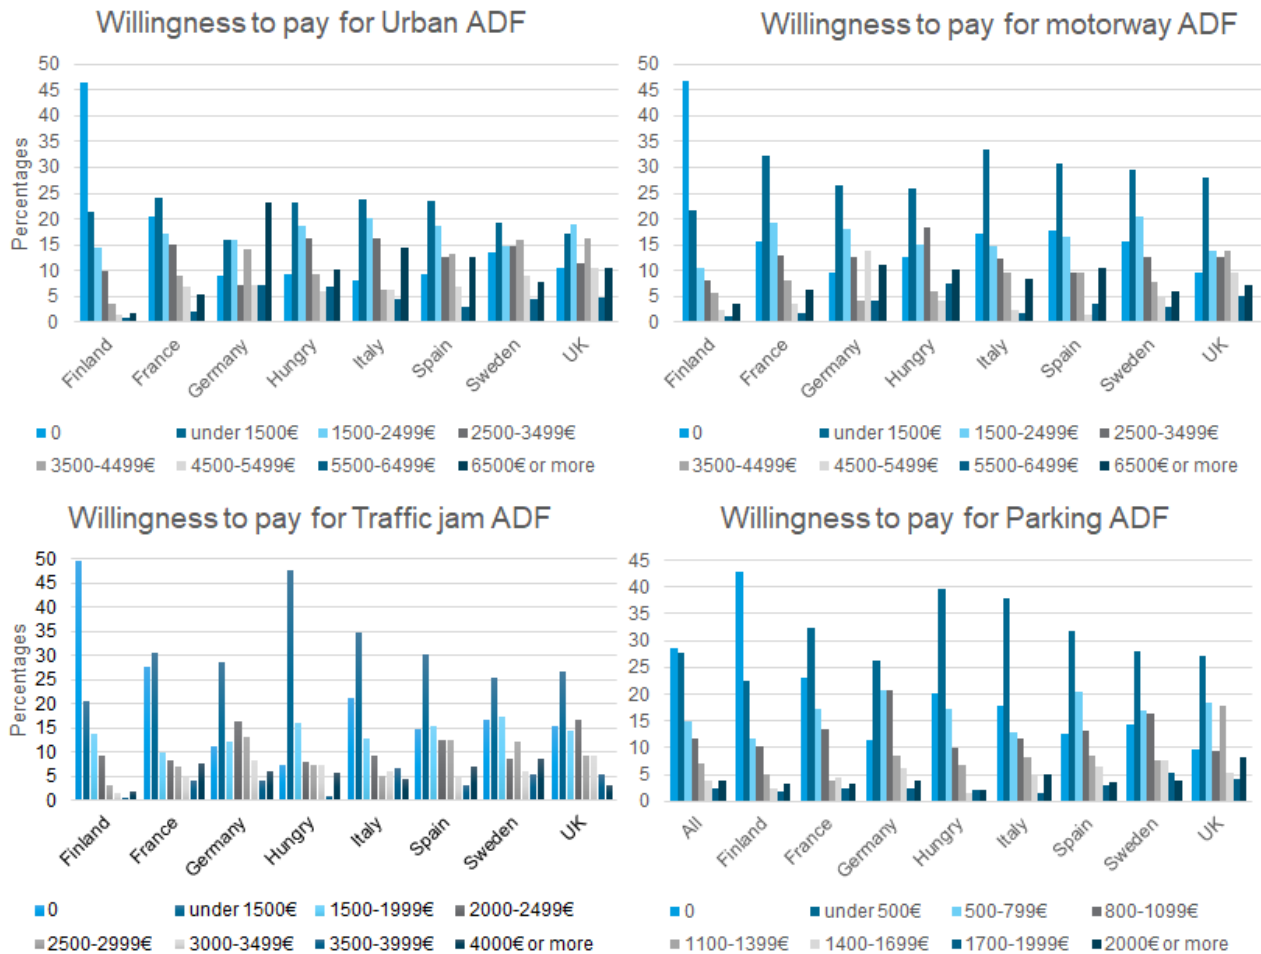 Willingness to pay for Urban ADF
50
45
40
35
30
25
20
15
10
5
0
Percentages
Finland France Germany Hungry Italy Spain Sweden UK
0 under 1500€ 1500-2499€ 2500-3499€
3500-4499€ 4500-5499€ 5500-6499€ 6500€ or more
Willingness to pay for motorway ADF
50
45
40
35
30
25
20
15
10
5
0
Finland France Germany Hungry Italy Spain Sweden UK
0 under 1500€ 1500-2499€ 2500-3499€
3500-4499€ 4500-5499€ 5500-6499€ 6500€ or more
Willingness to pay for Traffic jam ADF
50
45
40
35
30
25
20
15
10
5
0
Percentages
Finland France Germany Hungry Italy Spain Sweden UK
0 under 1500€ 1500-1999€ 2000-2499€
2500-2999€ 3000-3499€ 3500-3999€ 4000€ or more
Willingness to pay for Parking ADF
45
40
35
30
25
20
15
10
5
0
All Finland France Germany Hungry Italy Spain Sweden UK
0 under 500€ 500-799€ 800-1099€
1100-1399€ 1400-1699€ 1700-1999€ 2000€ or more